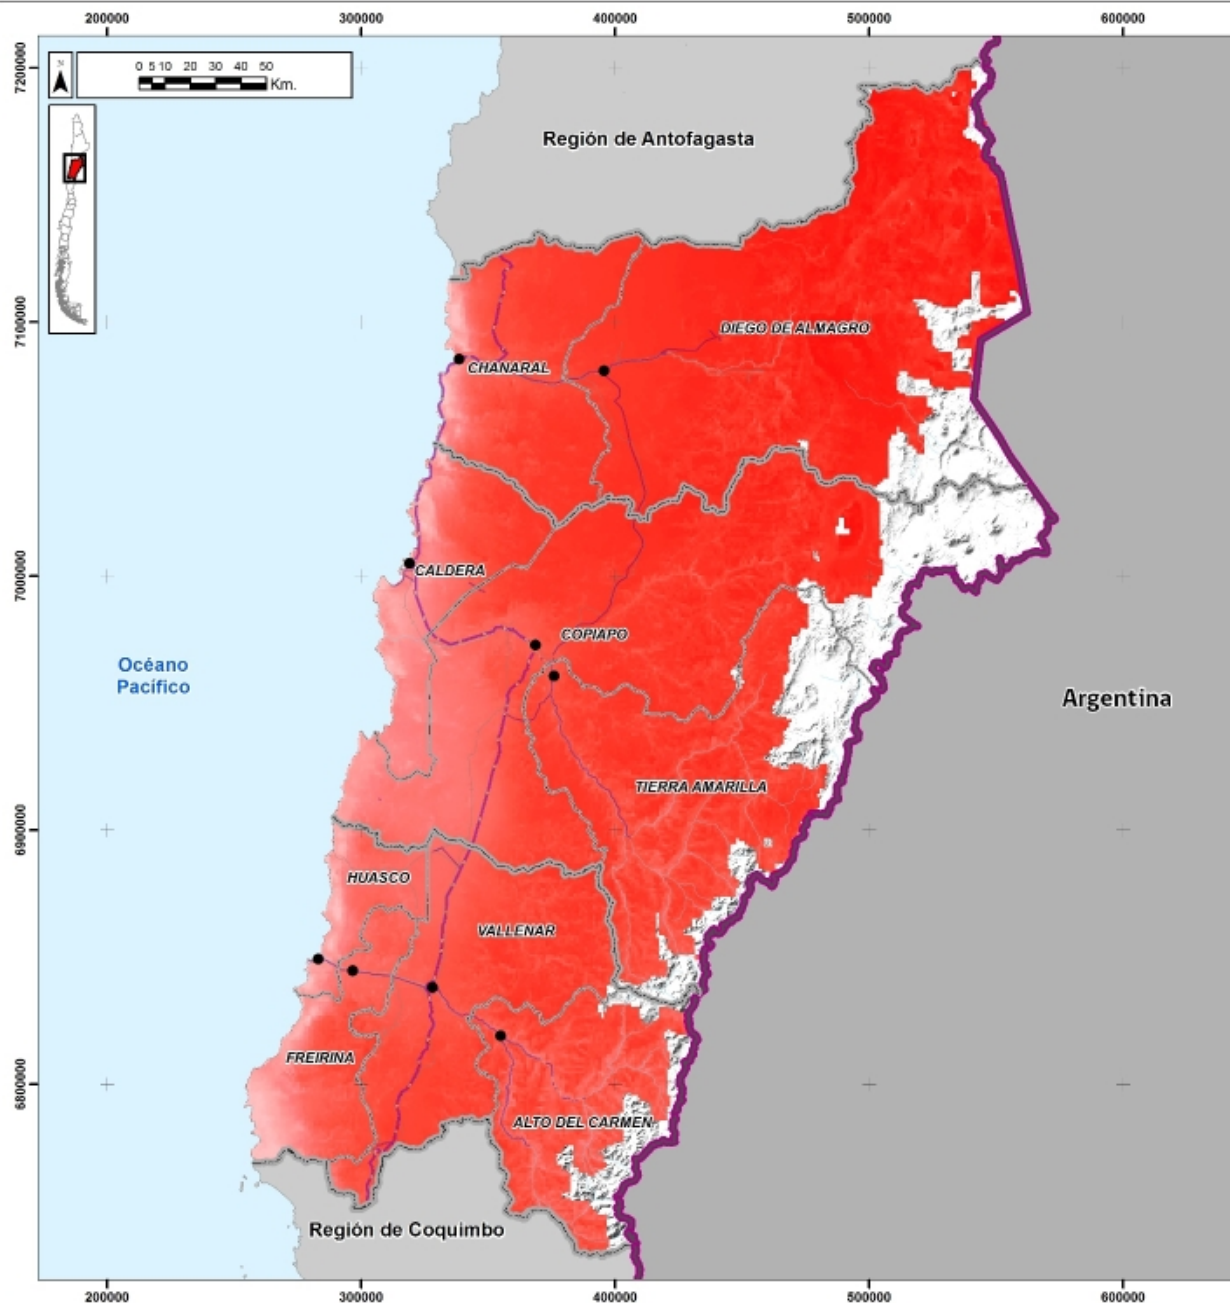 200000 300000 400000 500000 600000
7200000
N
0 5 10 20 30 40 50
Km.
Región de Antofagasta
7100000
DIEGO DE ALMAGRO
CHANARAL
7000000
CALDERA
COPIAPO
Océano
Pacífico
Argentina
TIERRA AMARILLA
6900000
HUASCO
VALLENAR
FREIRINA
6800000
ALTO DEL CARMEN
Región de Coquimbo
200000 300000 400000 500000 600000